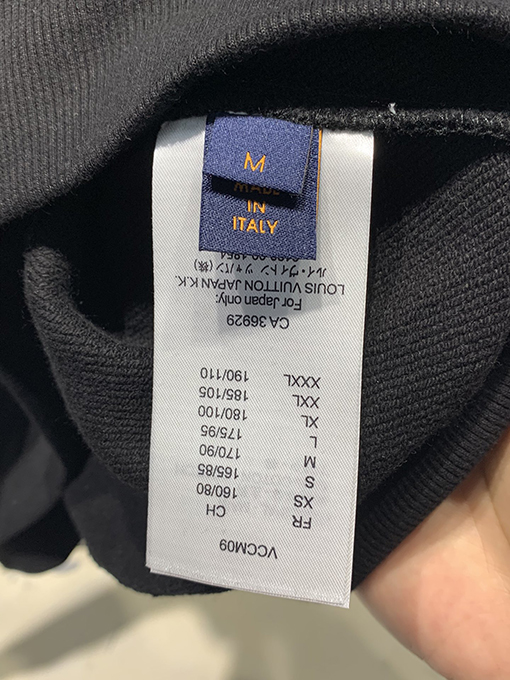 M
MADE
IN
ITALY
VCCM09
FR CH
XS 160/80
S 165/85
M 170/90
L 175/95
XL 180/100
XXL 185/105
XXXL 190/110
CA 36929
For Japan only:
LOUIS VUITTON JAPAN K.K.
ルイ・ヴィトン ジャパン (株)